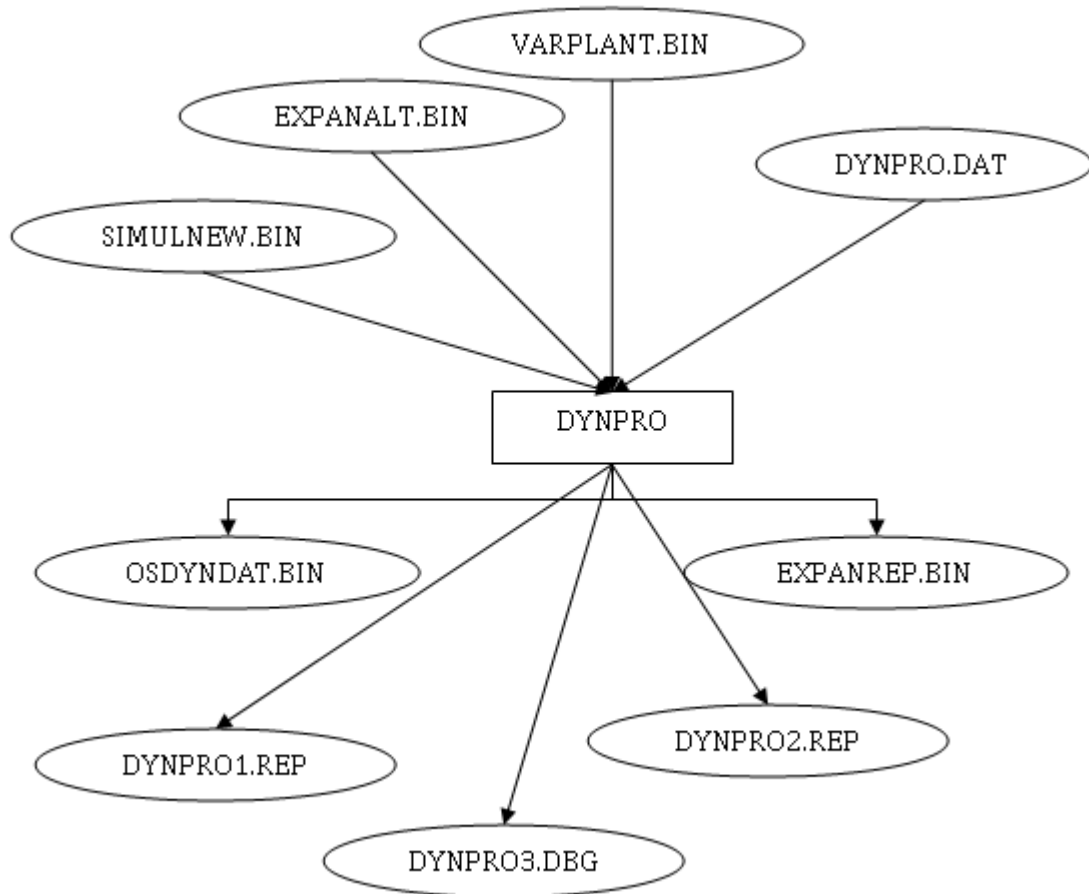 VARPLANT.BIN
EXPANALT.BIN
DYNPRO.DAT
SIMULNEW.BIN
DYNPRO
OSDYNDAT.BIN
EXPANREP.BIN
DYNPRO2.REP
DYNPRO1.REP
DYNPRO3.DBG